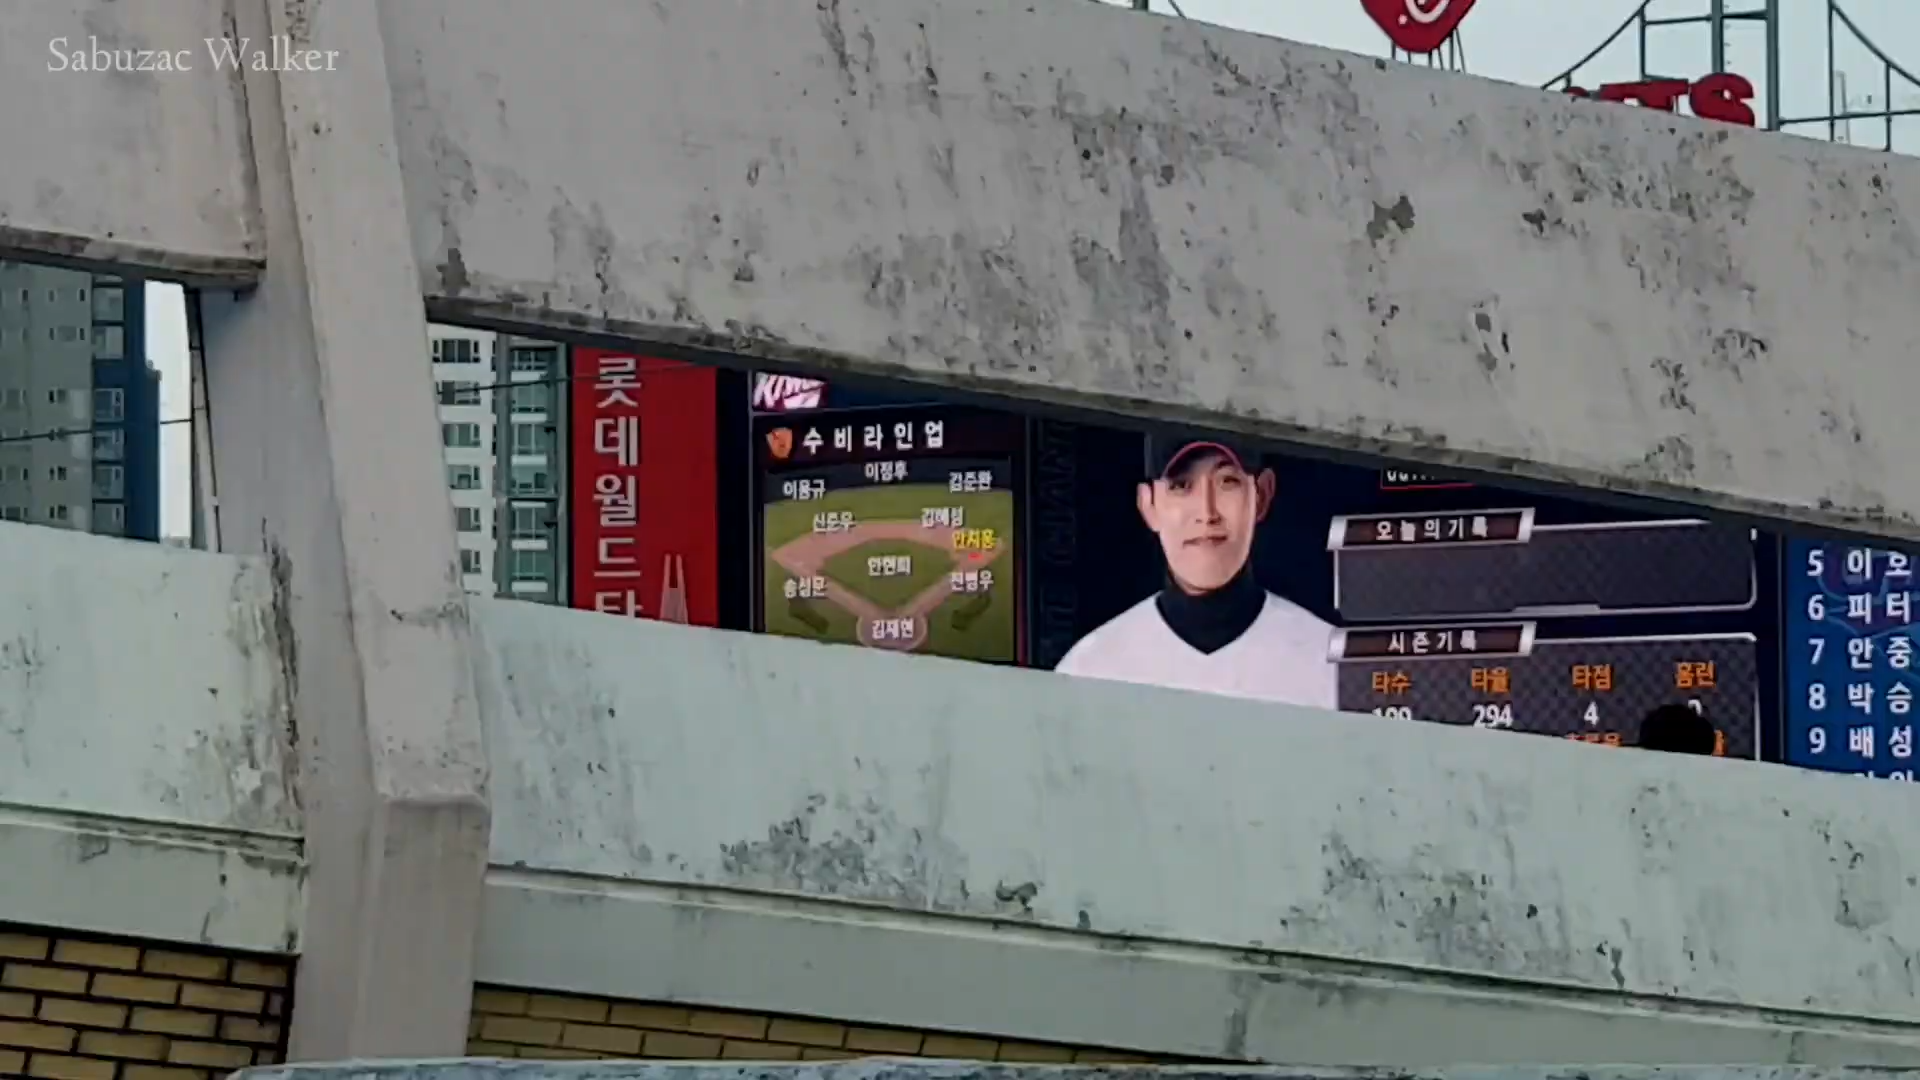 Sabuzac Walker
롯데월드타
수비라인업
이정후
이용규
김준완
신준우
김혜성
안치홍
안현희
송성문
전병우
김재현
오늘의기록
시즌기록
타수 타율 타점 홈런
294 4
5 이 호
6 피 터
7 안 중
8 박 승
9 배 성